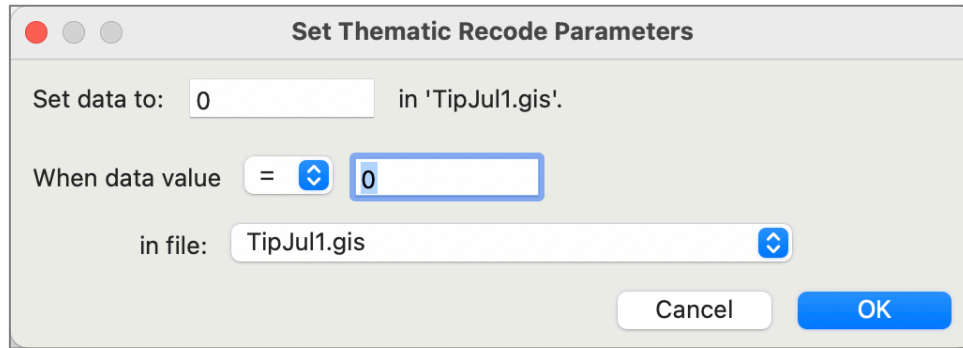 Set Thematic Recode Parameters
Set data to: 0 in 'TipJul1.gis'.
When data value = 0
in file: TipJul1.gis
Cancel OK